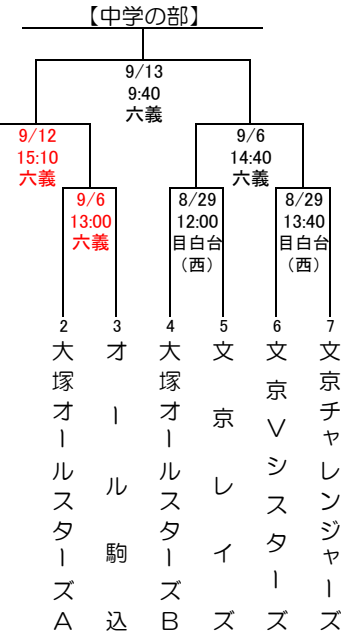 【中学の部】
9/13
9:40
六義
9/12
15:10
六義
9/6
14:40
六義
9/6
13:00
六義
8/29
12:00
目白台
（西）
8/29
13:40
目白台
（西）
2
3
4
5
6
7
大塚オールスターズA
オール駒込
大塚オールスターズB
文京レイズ
文京Vシスターズ
文京チャレンジャーズ